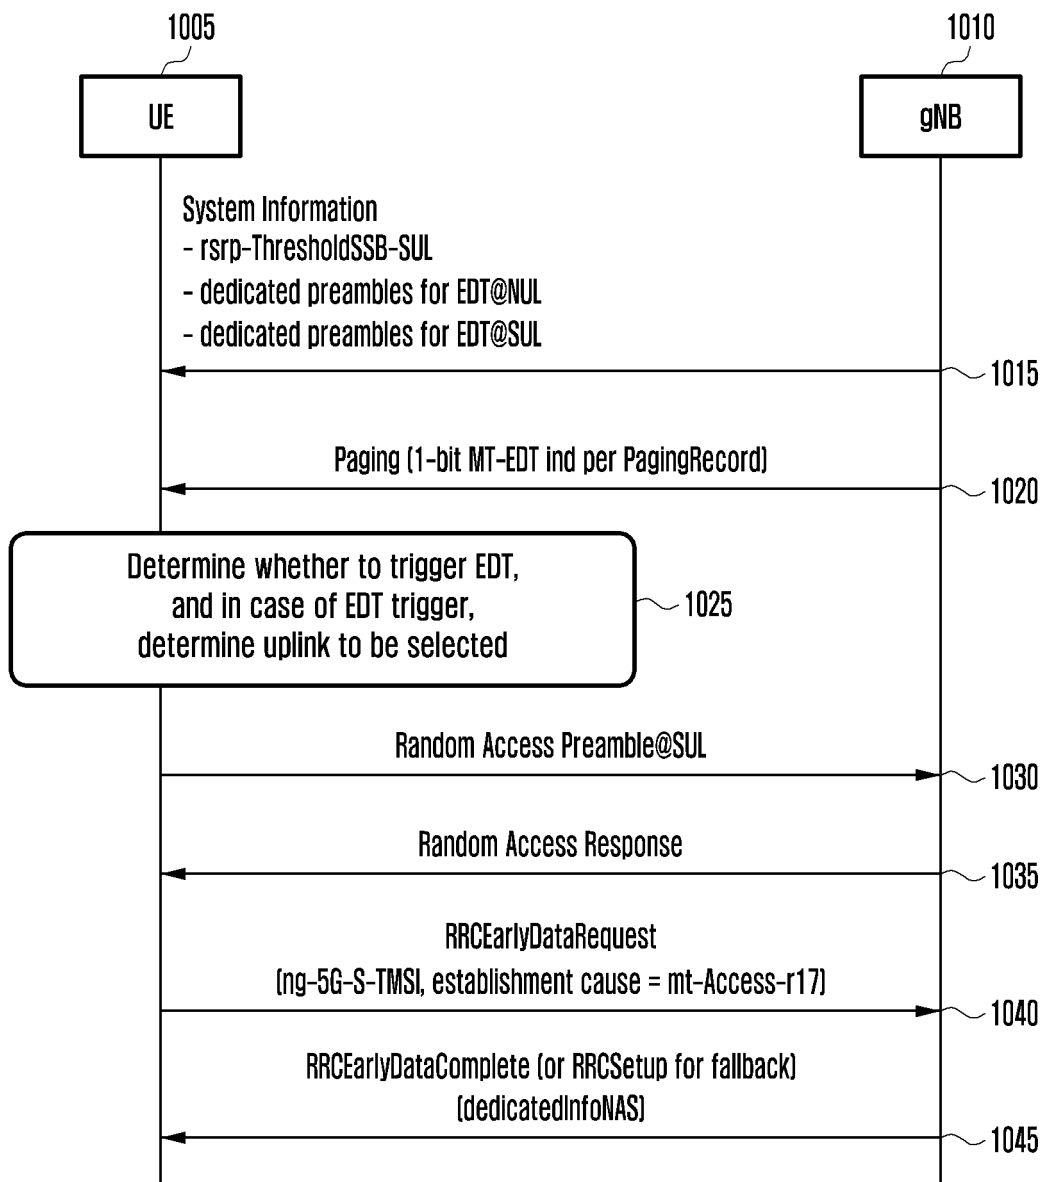 1005
1010
UE
gNB
System Information
- rsrp-ThresholdSSB-SUL
- dedicated preambles for EDT@NUL
- dedicated preambles for EDT@SUL
1015
Paging (1-bit MT-EDT ind per PagingRecord)
1020
Determine whether to trigger EDT,
and in case of EDT trigger,
determine uplink to be selected
1025
Random Access Preamble@SUL
1030
Random Access Response
1035
RRCEarlyDataRequest
(ng-5G-S-TMSI, establishment cause = mt-Access-r17)
1040
RRCEarlyDataComplete (or RRCSetup for fallback)
(dedicatedInfoNAS)
1045